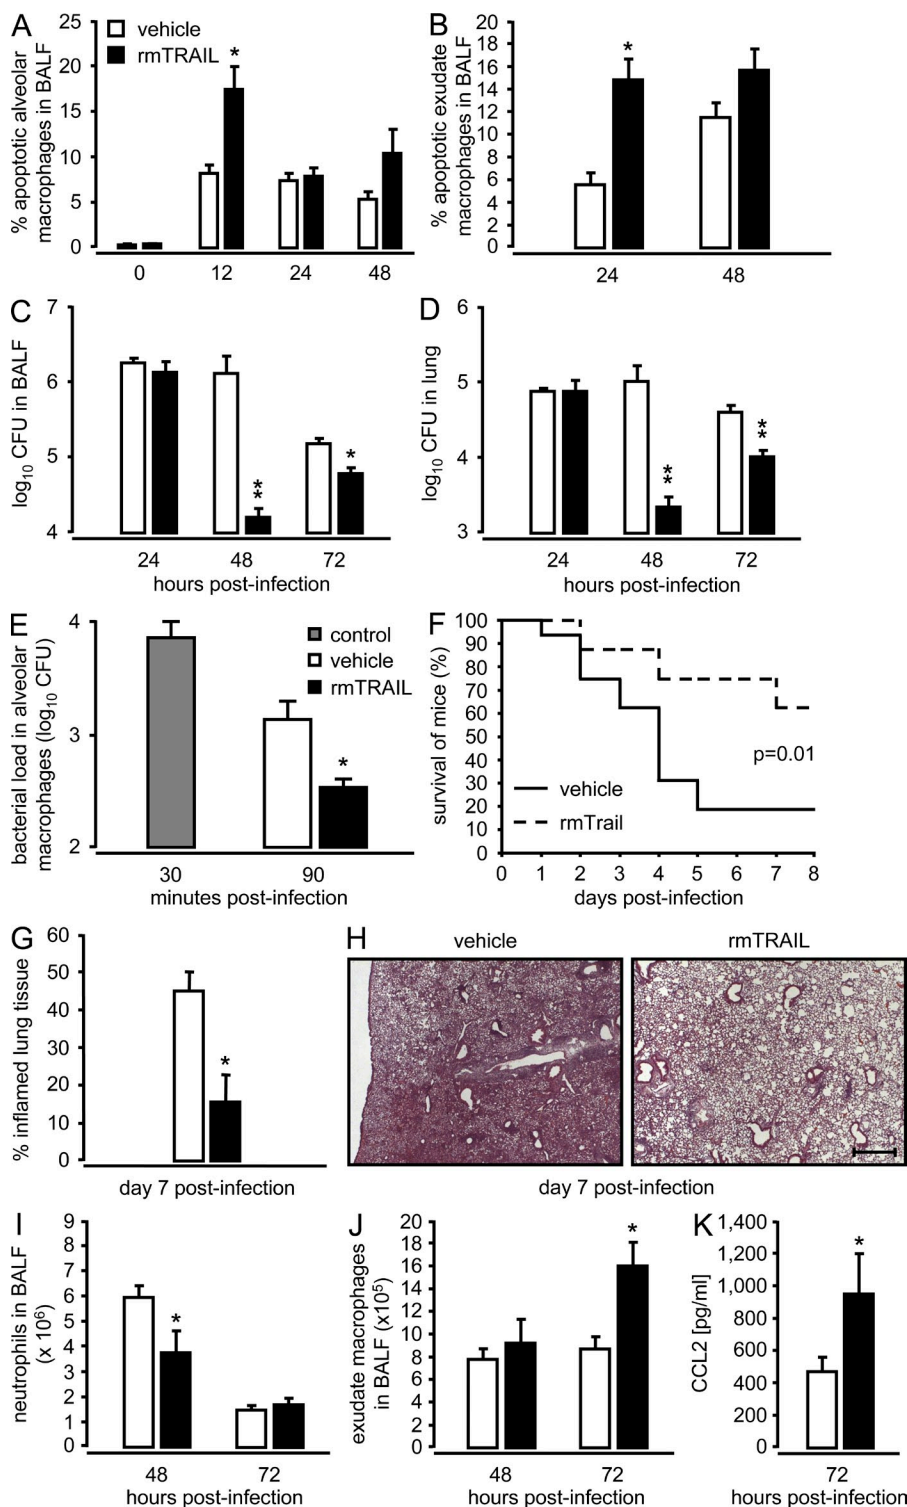 A
% apoptotic alveolar
macrophages in BALF
25
20
15
10
5
0
vehicle
rmTRAIL
*
0 12 24 48
B
% apoptotic exudate
macrophages in BALF
20
18
16
14
12
10
8
6
4
2
0
*
24 48
C
log10 CFU in BALF
7
6
5
4
**
*
24 48 72
hours post-infection
D
log10 CFU in lung
6
5
4
3
**
**
24 48 72
hours post-infection
E
bacterial load in alveolar
macrophages (log10 CFU)
4
3
2
control
vehicle
rmTRAIL
*
30 90
minutes post-infection
F
survival of mice (%)
100
90
80
70
60
50
40
30
20
10
0
p=0.01
vehicle
rmTrail
0 1 2 3 4 5 6 7 8
days post-infection
G
% inflamed lung tissue
60
50
40
30
20
10
0
*
day 7 post-infection
H
vehicle rmTRAIL
day 7 post-infection
I
neutrophils in BALF
(x 10⁶)
9
8
7
6
5
4
3
2
1
0
*
48 72
hours post-infection
J
exudate macrophages
in BALF (x10⁵)
20
18
16
14
12
10
8
6
4
2
0
*
48 72
hours post-infection
K
CCL2 [pg/ml]
1,400
1,200
1,000
800
600
400
200
0
*
72
hours post-infection